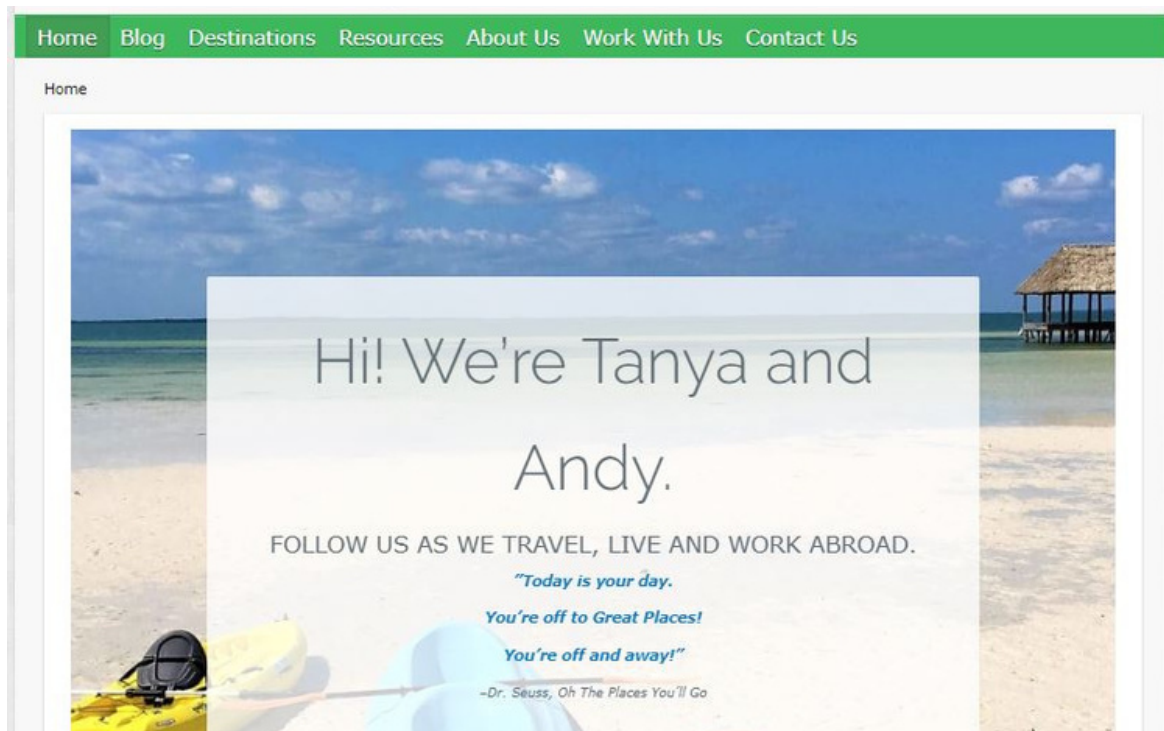 Home Blog Destinations Resources About Us Work With Us Contact Us
Home
Hi! We're Tanya and
Andy.
FOLLOW US AS WE TRAVEL, LIVE AND WORK ABROAD.
"Today is your day.
You're off to Great Places!
You're off and away!"
–Dr. Seuss, Oh The Places You'll Go